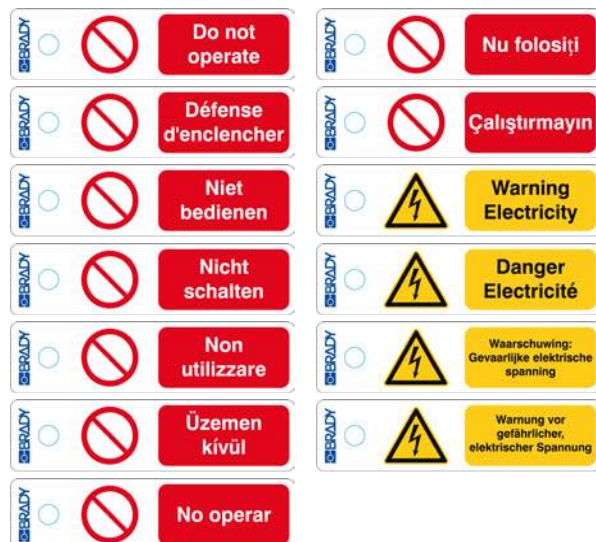 BRADY
Do not
operate
BRADY
Défense
d'enclencher
BRADY
Niet
bedienen
BRADY
Nicht
schalten
BRADY
Non
utilizzare
BRADY
Üzemen
kívül
BRADY
No operar
BRADY
Nu folosiți
BRADY
Çalıştırmayın
BRADY
Warning
Electricity
BRADY
Danger
Electricité
BRADY
Waarschuwing:
Gevaarlijke elektrische
spanning
BRADY
Warnung vor
gefährlicher,
elektrischer Spannung